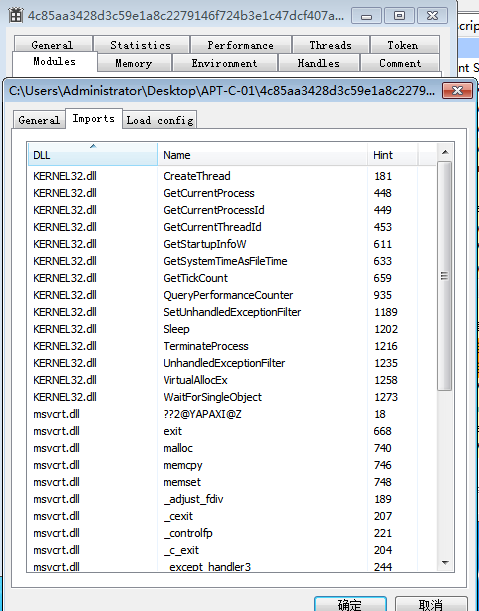 4c85aa3428d3c59e1a8c2279146f724b3e1c47dcf407a...
General Statistics Performance Threads Token
Modules Memory Environment Handles Comment
C:\Users\Administrator\Desktop\APT-C-01\4c85aa3428d3c59e1a8c2279...
General Imports Load config
DLL Name Hint
KERNEL32.dll CreateThread 181
KERNEL32.dll GetCurrentProcess 448
KERNEL32.dll GetCurrentProcessId 449
KERNEL32.dll GetCurrentThreadId 453
KERNEL32.dll GetStartupInfoW 611
KERNEL32.dll GetSystemTimeAsFileTime 633
KERNEL32.dll GetTickCount 659
KERNEL32.dll QueryPerformanceCounter 935
KERNEL32.dll SetUnhandledExceptionFilter 1189
KERNEL32.dll Sleep 1202
KERNEL32.dll TerminateProcess 1216
KERNEL32.dll UnhandledExceptionFilter 1235
KERNEL32.dll VirtualAllocEx 1258
KERNEL32.dll WaitForSingleObject 1273
msvcrt.dll ??2@YAPAXI@Z 18
msvcrt.dll exit 668
msvcrt.dll malloc 740
msvcrt.dll memcpy 746
msvcrt.dll memset 748
msvcrt.dll _adjust_fdiv 189
msvcrt.dll _cexit 207
msvcrt.dll _controlfp 221
msvcrt.dll _c_exit 204
msvcrt.dll _except_handler3 244
确定 取消